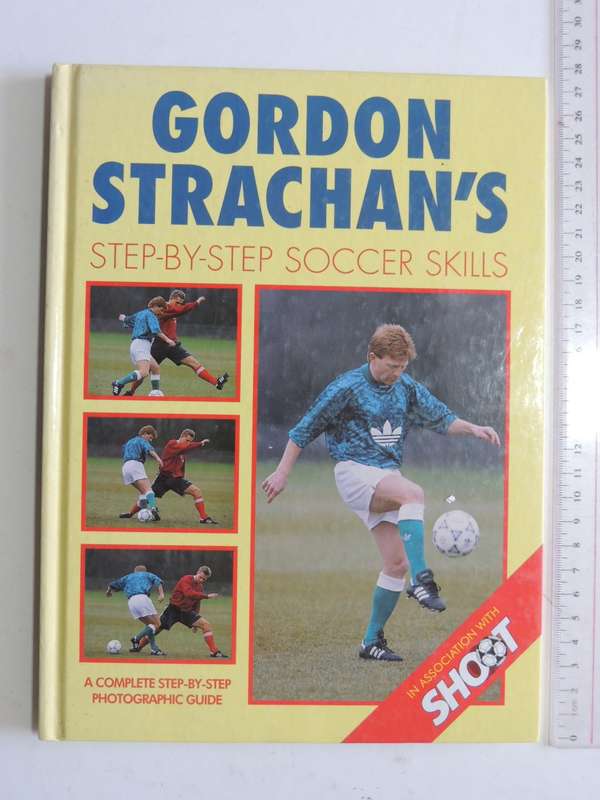 GORDON
STRACHAN'S
STEP-BY-STEP SOCCER SKILLS
A COMPLETE STEP-BY-STEP
PHOTOGRAPHIC GUIDE
IN ASSOCIATION WITH
SHOOT